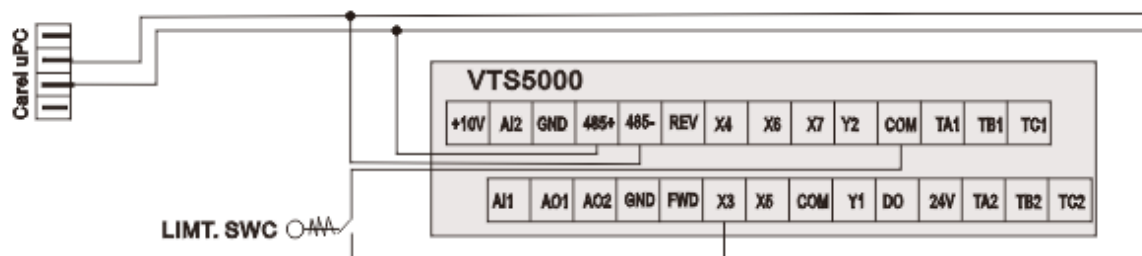 Carel uPC
VTS5000
+10V AI2 GND 485+ 485- REV X4 X6 X7 Y2 COM TA1 TB1 TC1
AI1 AO1 AO2 GND FWD X3 X5 COM Y1 DO 24V TA2 TB2 TC2
LIMT. SWC